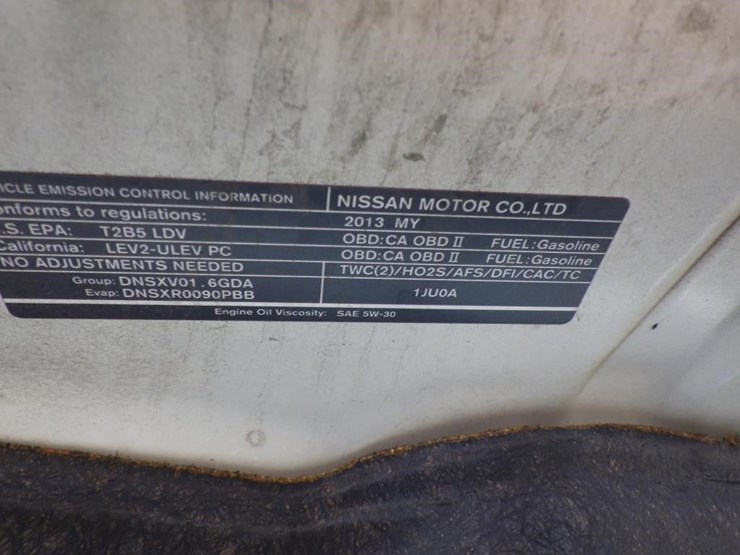 ICLE EMISSION CONTROL INFORMATION NISSAN MOTOR CO.,LTD
onforms to regulations: 2013 MY
.S. EPA: T2B5 LDV OBD:CA OBD II FUEL:Gasoline
California: LEV2-ULEV PC OBD:CA OBD II FUEL:Gasoline
NO ADJUSTMENTS NEEDED TWC(2)/HO2S/AFS/DFI/CAC/TC
Group: DNSXV01.6GDA
Evap: DNSXR0090PBB 1JU0A
Engine Oil Viscosity: SAE 5W-30